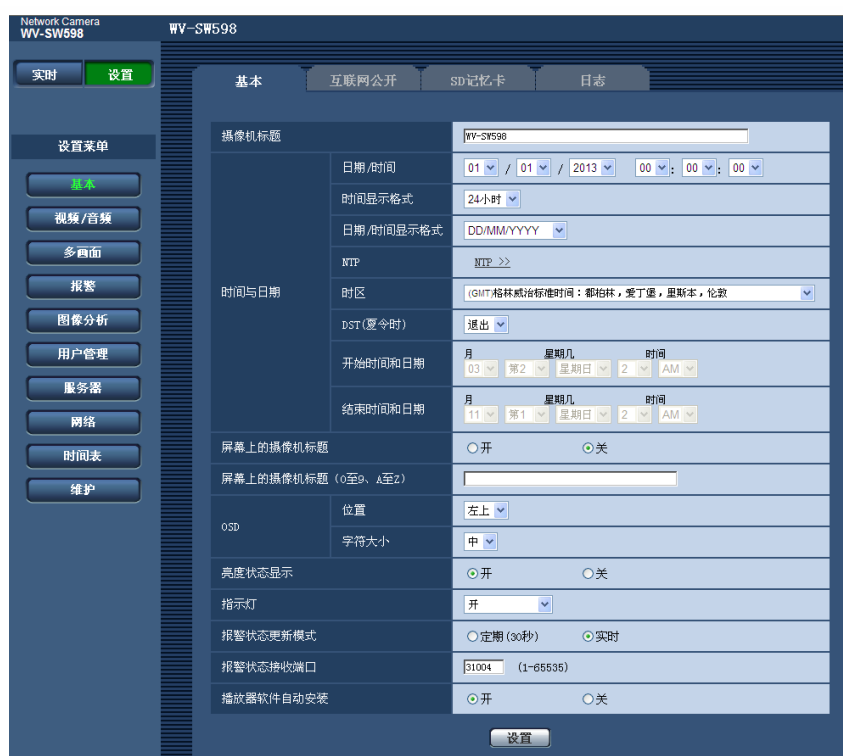 Network Camera
WV-SW598
WV-SW598
实时 设置
基本 互联网公开 SD记忆卡 日志
设置菜单
基本
视频/音频
多画面
报警
图像分析
用户管理
服务器
网络
时间表
维护
摄像机标题 WV-SW598
时间与日期
日期/时间 01 / 01 / 2013 00 : 00 : 00
时间显示格式 24小时
日期/时间显示格式 DD/MM/YYYY
NTP NTP >>
时区 (GMT)格林威治标准时间：都柏林，爱丁堡，里斯本，伦敦
DST(夏令时) 退出
开始时间和日期
月 星期几 时间
03 第2 星期日 2 AM
结束时间和日期
月 星期几 时间
11 第1 星期日 2 AM
屏幕上的摄像机标题 开 关
屏幕上的摄像机标题 (0至9、A至Z)
OSD
位置 左上
字符大小 中
亮度状态显示 开 关
指示灯 开
报警状态更新模式 定期(30秒) 实时
报警状态接收端口 31004 (1-65535)
播放器软件自动安装 开 关
设置